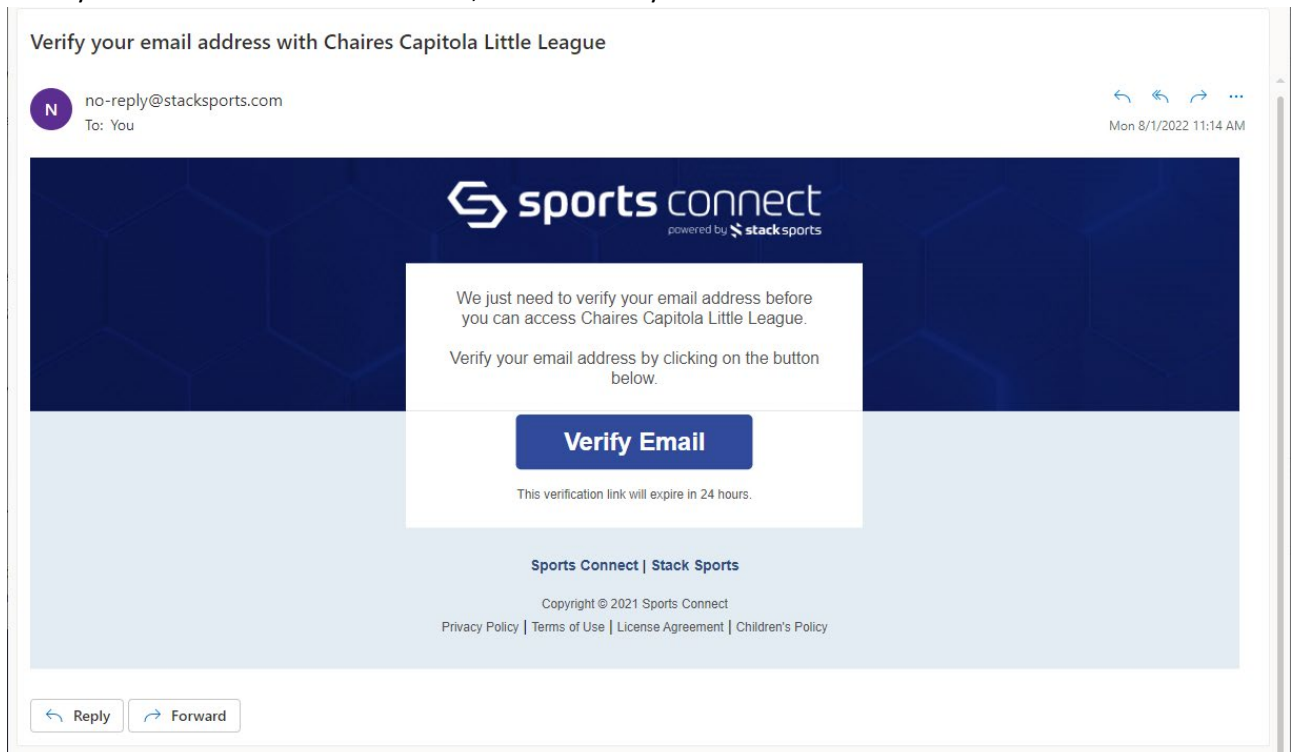 Verify your email address with Chaires Capitola Little League
N
no-reply@stacksports.com
To: You
Mon 8/1/2022 11:14 AM
sports connect
powered by stacksports
We just need to verify your email address before
you can access Chaires Capitola Little League.
Verify your email address by clicking on the button
below.
Verify Email
This verification link will expire in 24 hours.
Sports Connect | Stack Sports
Copyright © 2021 Sports Connect
Privacy Policy | Terms of Use | License Agreement | Children's Policy
Reply
Forward